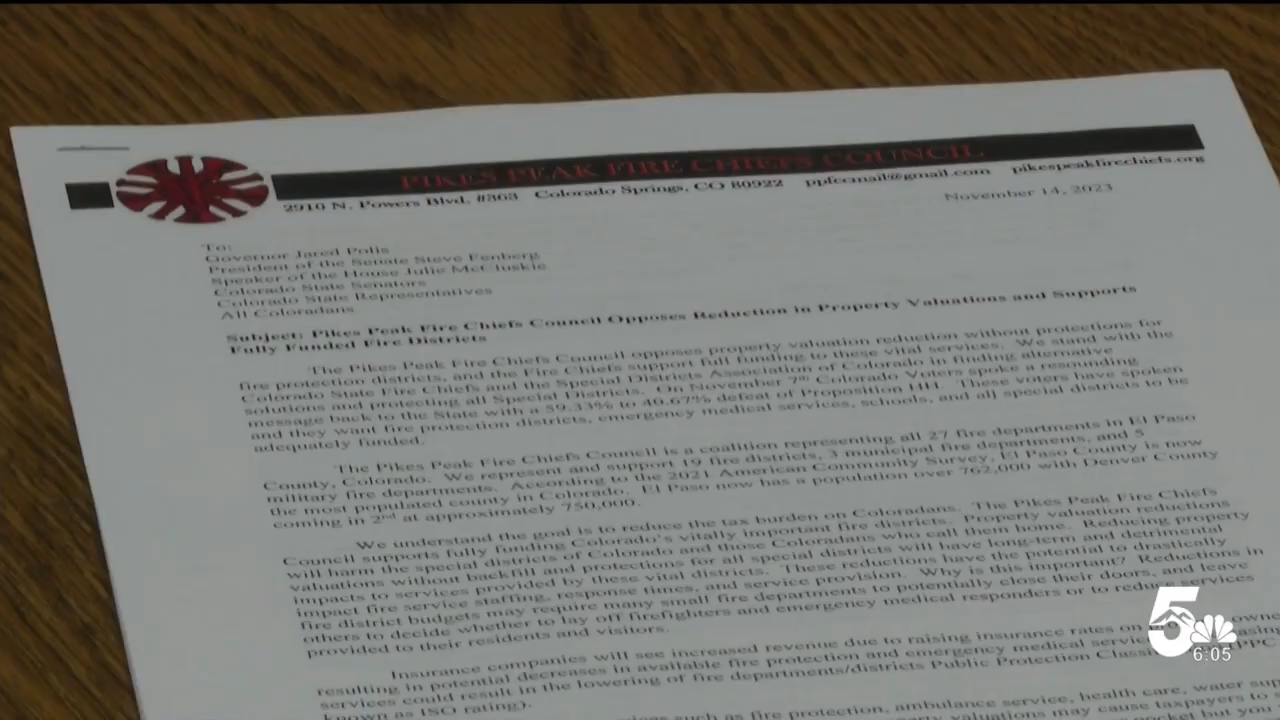 PIKES PEAK FIRE CHIEFS COUNCIL
2910 N. Powers Blvd. #363 Colorado Springs, CO 80922 ppfccmail@gmail.com pikespeakfirechiefs.org
November 14, 2023
To:
Governor Jared Polis
President of the Senate Steve Fenberg
Speaker of the House Julie McCluskie
Colorado State Senators
Colorado State Representatives
All Coloradans
Subject: Pikes Peak Fire Chiefs Council Opposes Reduction in Property Valuations and Supports
Fully Funded Fire Districts
The Pikes Peak Fire Chiefs Council opposes property valuation reduction without protections for
fire protection districts, and the Fire Chiefs support full funding to these vital services. We stand with the
Colorado State Fire Chiefs and the Special Districts Association of Colorado in finding alternative
solutions and protecting all Special Districts. On November 7th Colorado Voters spoke a resounding
message back to the State with a 59.33% to 40.67% defeat of Proposition HH. These voters have spoken
and they want fire protection districts, emergency medical services, schools, and all special districts to be
adequately funded.
The Pikes Peak Fire Chiefs Council is a coalition representing all 27 fire departments in El Paso
County, Colorado. We represent and support 19 fire districts, 3 municipal fire departments, and 5
military fire departments. According to the 2021 American Community Survey, El Paso County is now
the most populated county in Colorado. El Paso now has a population over 762,000 with Denver County
coming in 2nd at approximately 750,000.
We understand the goal is to reduce the tax burden on Coloradans. The Pikes Peak Fire Chiefs
Council supports fully funding Colorado's vitally important fire districts. Property valuation reductions
will harm the special districts of Colorado and those Coloradans who call them home. Reducing property
valuations without backfill and protections for all special districts will have long-term and detrimental
impacts to services provided by these vital districts. These reductions have the potential to drastically
impact fire service staffing, response times, and service provision. Why is this important? Reductions in
fire district budgets may require many small fire departments to potentially close their doors, and leave
others to decide whether to lay off firefighters and emergency medical responders or to reduce services
provided to their residents and visitors.
Insurance companies will see increased revenue due to raising insurance rates on
resulting in potential decreases in available fire protection and emergency medical
services could result in the lowering of fire departments/districts Public Protection
known as ISO rating).
such as fire protection, ambulance service, health care, water
valuations may cause taxpayers to
but you
5
6:05